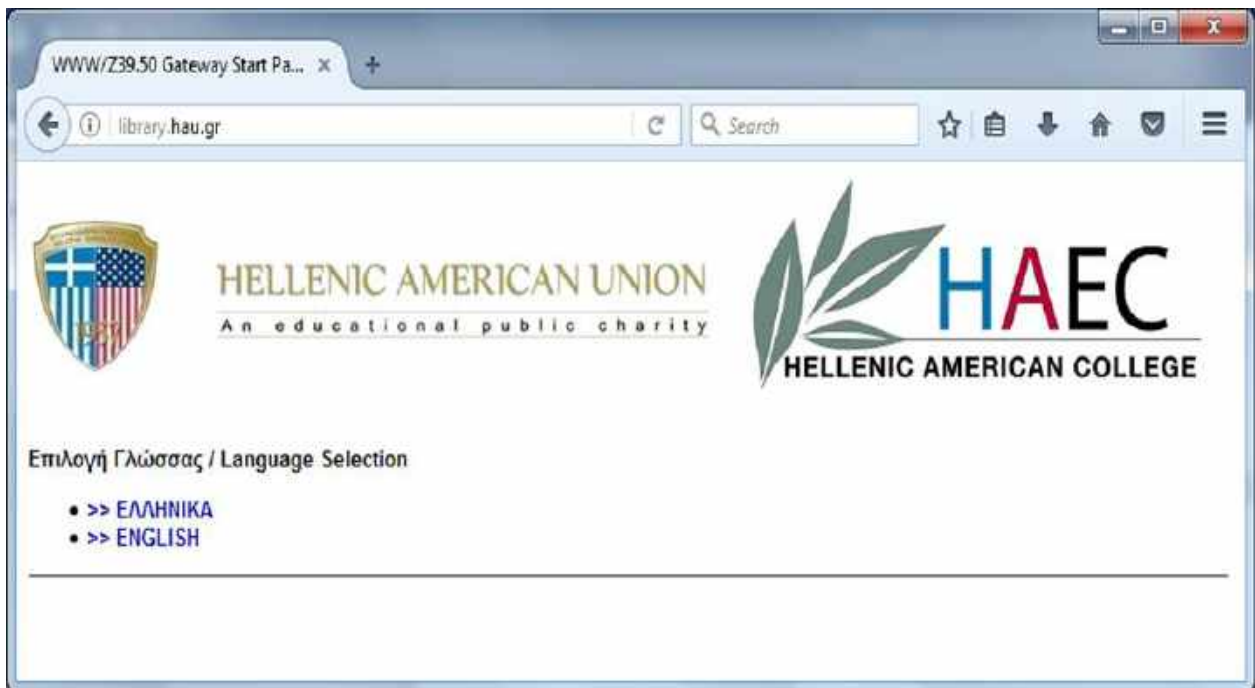 WWW/Z39.50 Gateway Start Pa...
library.hau.gr
Search
HELLENIC AMERICAN UNION
An educational public charity
1957
HAEC
HELLENIC AMERICAN COLLEGE
Επιλογή Γλώσσας / Language Selection
>> ΕΛΛΗΝΙΚΑ
>> ENGLISH